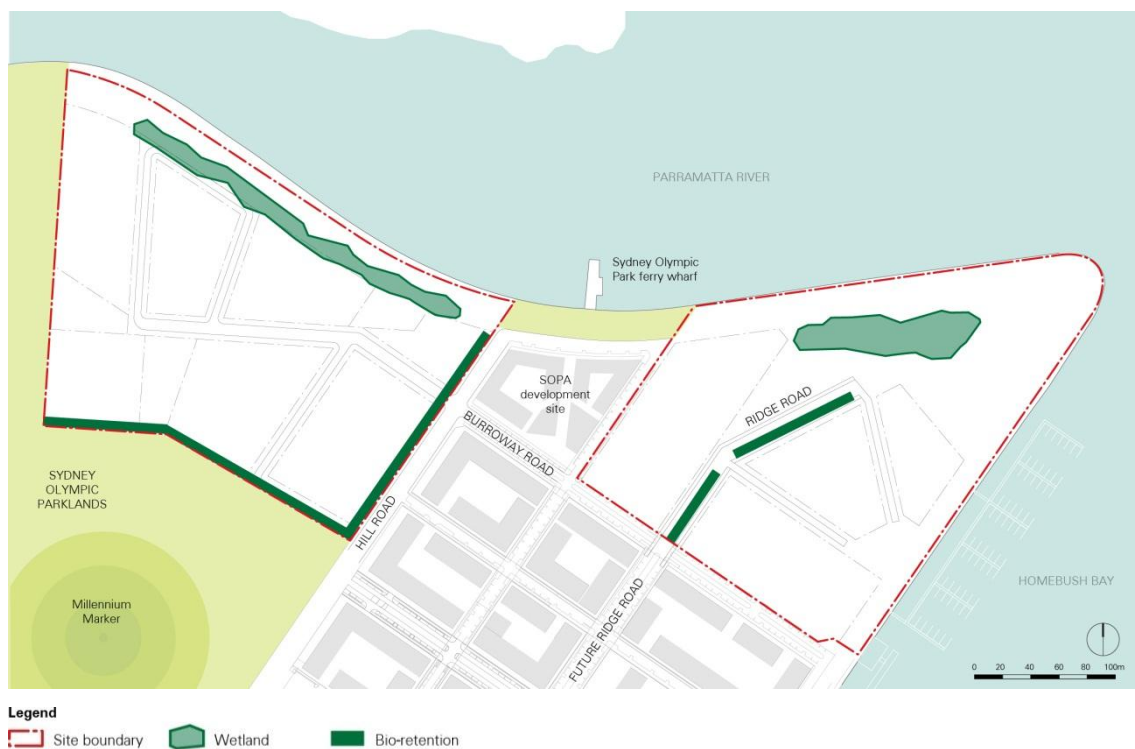 PARRAMATTA RIVER
Sydney Olympic
Park ferry wharf
SOPA
development
site
RIDGE ROAD
BURROWAY ROAD
SYDNEY
OLYMPIC
PARKLANDS
HILL ROAD
Millennium
Marker
FUTURE RIDGE ROAD
HOMEBUSH BAY
0 20 40 60 80 100m
Legend
Site boundary Wetland Bio-retention